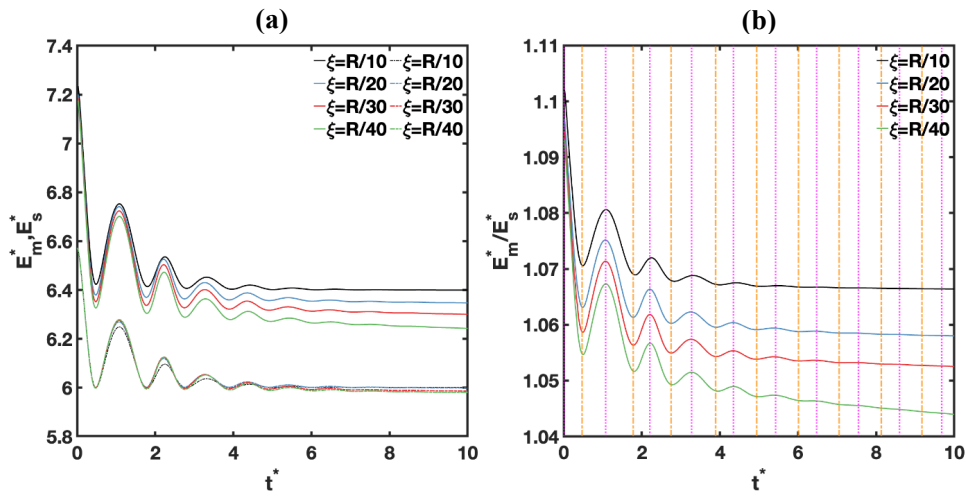 (a)
7.4
7.2
7
6.8
6.6
6.4
6.2
6
5.8
E*m,E*s
ξ=R/10 ξ=R/10
ξ=R/20 ξ=R/20
ξ=R/30 ξ=R/30
ξ=R/40 ξ=R/40
0 2 4 6 8 10
t*
(b)
1.11
1.1
1.09
1.08
1.07
1.06
1.05
1.04
E*m/E*s
ξ=R/10
ξ=R/20
ξ=R/30
ξ=R/40
0 2 4 6 8 10
t*